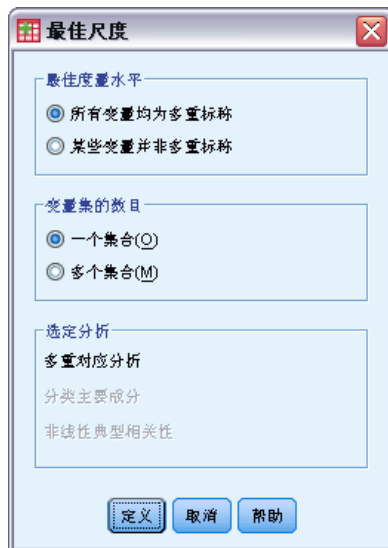 最佳尺度
最佳度量水平
所有变量均为多重标称
某些变量并非多重标称
变量集的数目
一个集合(O)
多个集合(M)
选定分析
多重对应分析
分类主要成分
非线性典型相关性
定义 取消 帮助